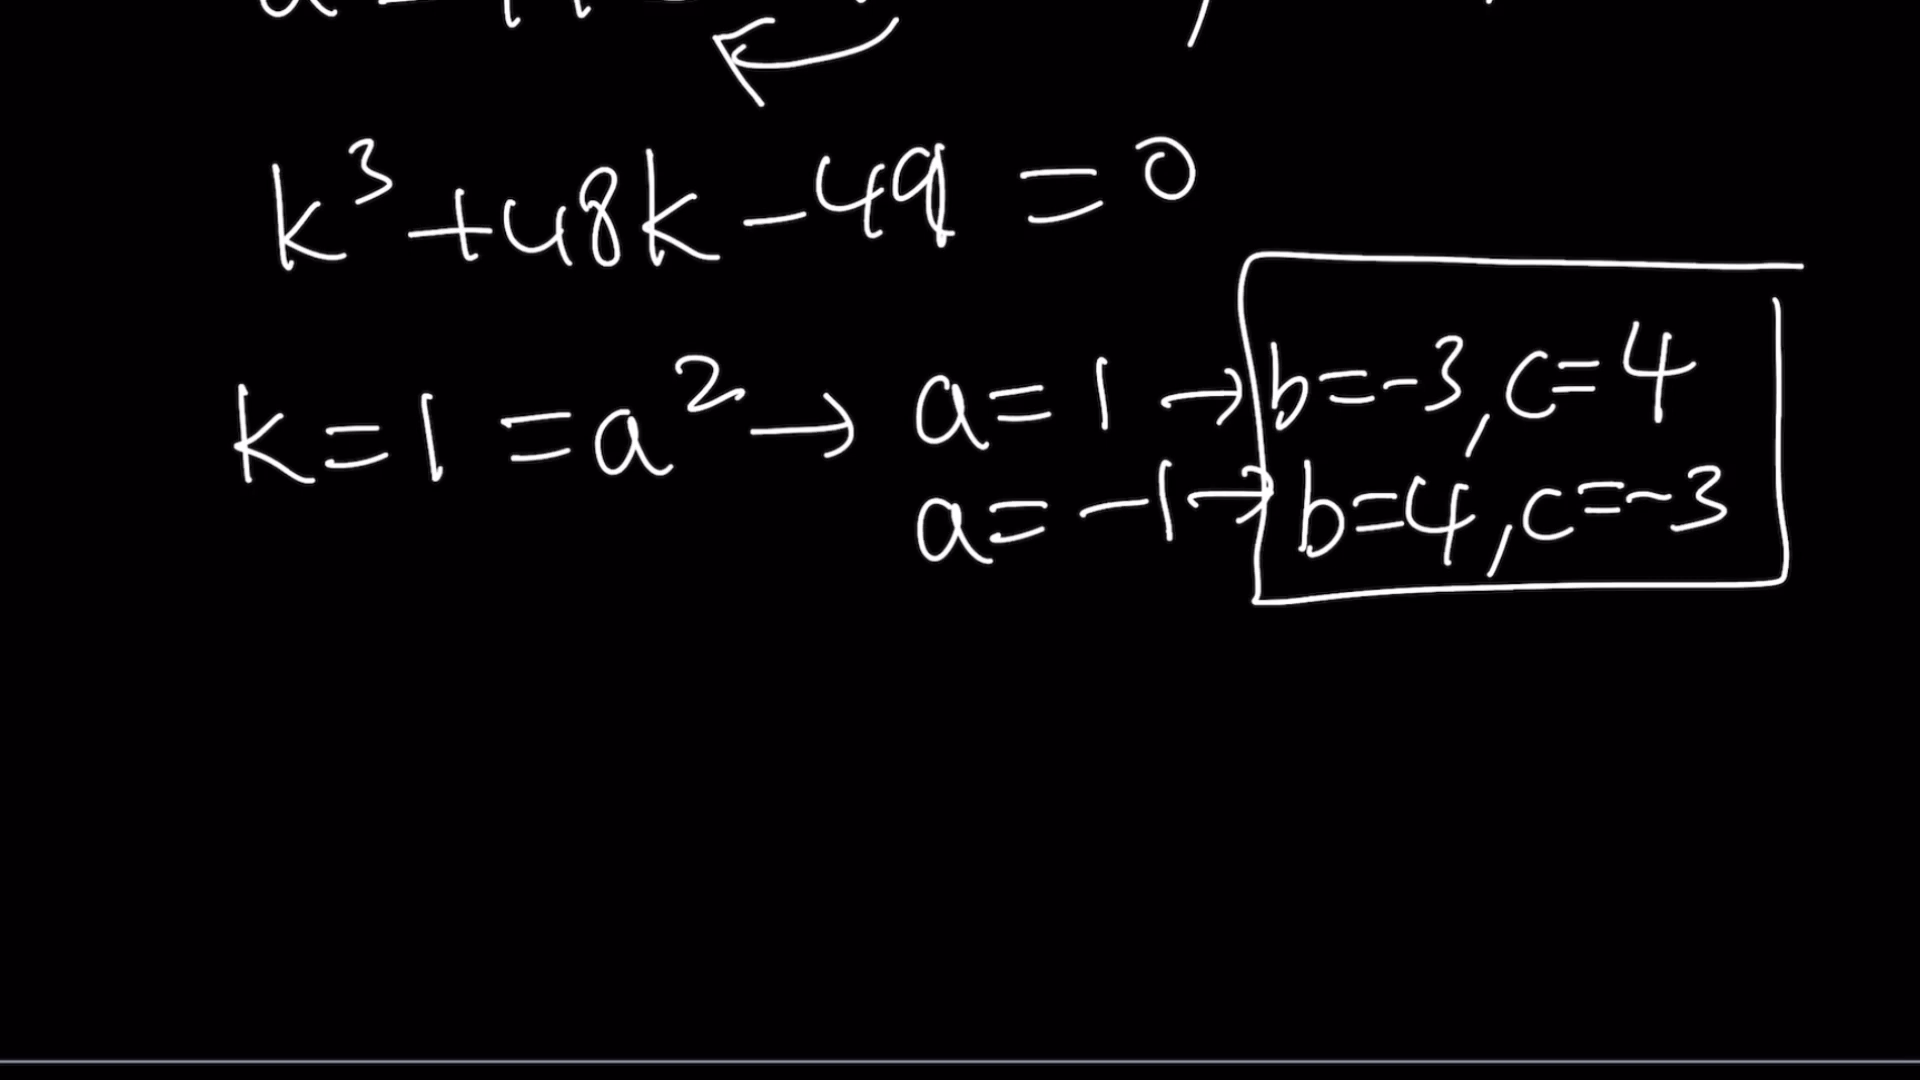 k³+48k-49=0
k=1=a²→ a=1→b=-3,c=4
a=-1→b=4,c=-3